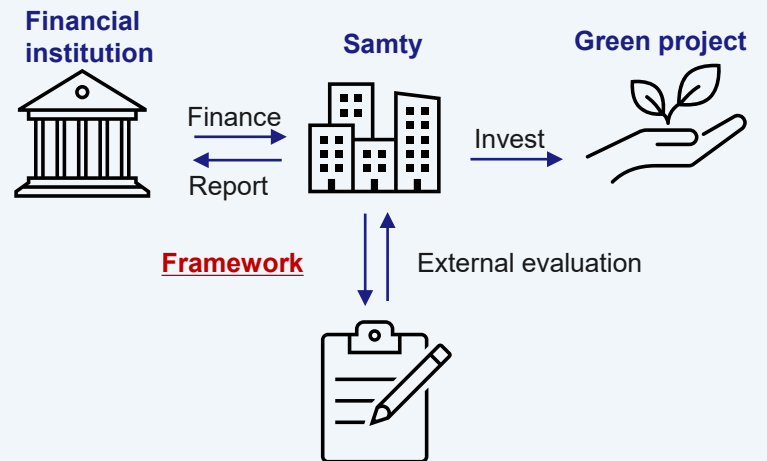 Financial
institution
Samty
Green project
Finance
Report
Invest
Framework
External evaluation